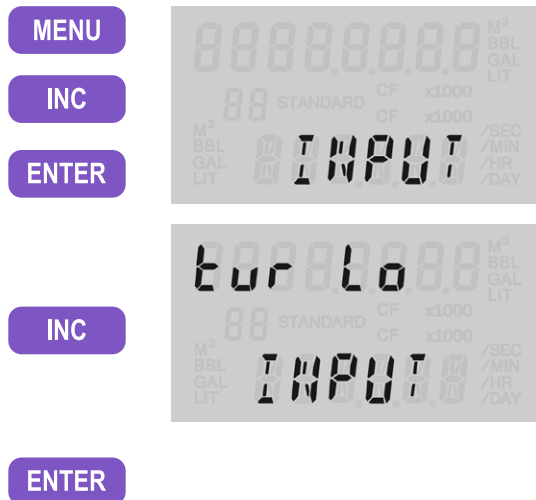 MENU
INC
ENTER
M³
BBL
GAL
LIT
88 STANDARD CF x1000
CF x1000
M³
BBL
GAL
LIT
INPUT
/SEC
/MIN
/HR
/DAY
INC
tur Lo
M³
BBL
GAL
LIT
88 STANDARD CF x1000
CF x1000
M³
BBL
GAL
LIT
INPUT
/SEC
/MIN
/HR
/DAY
ENTER